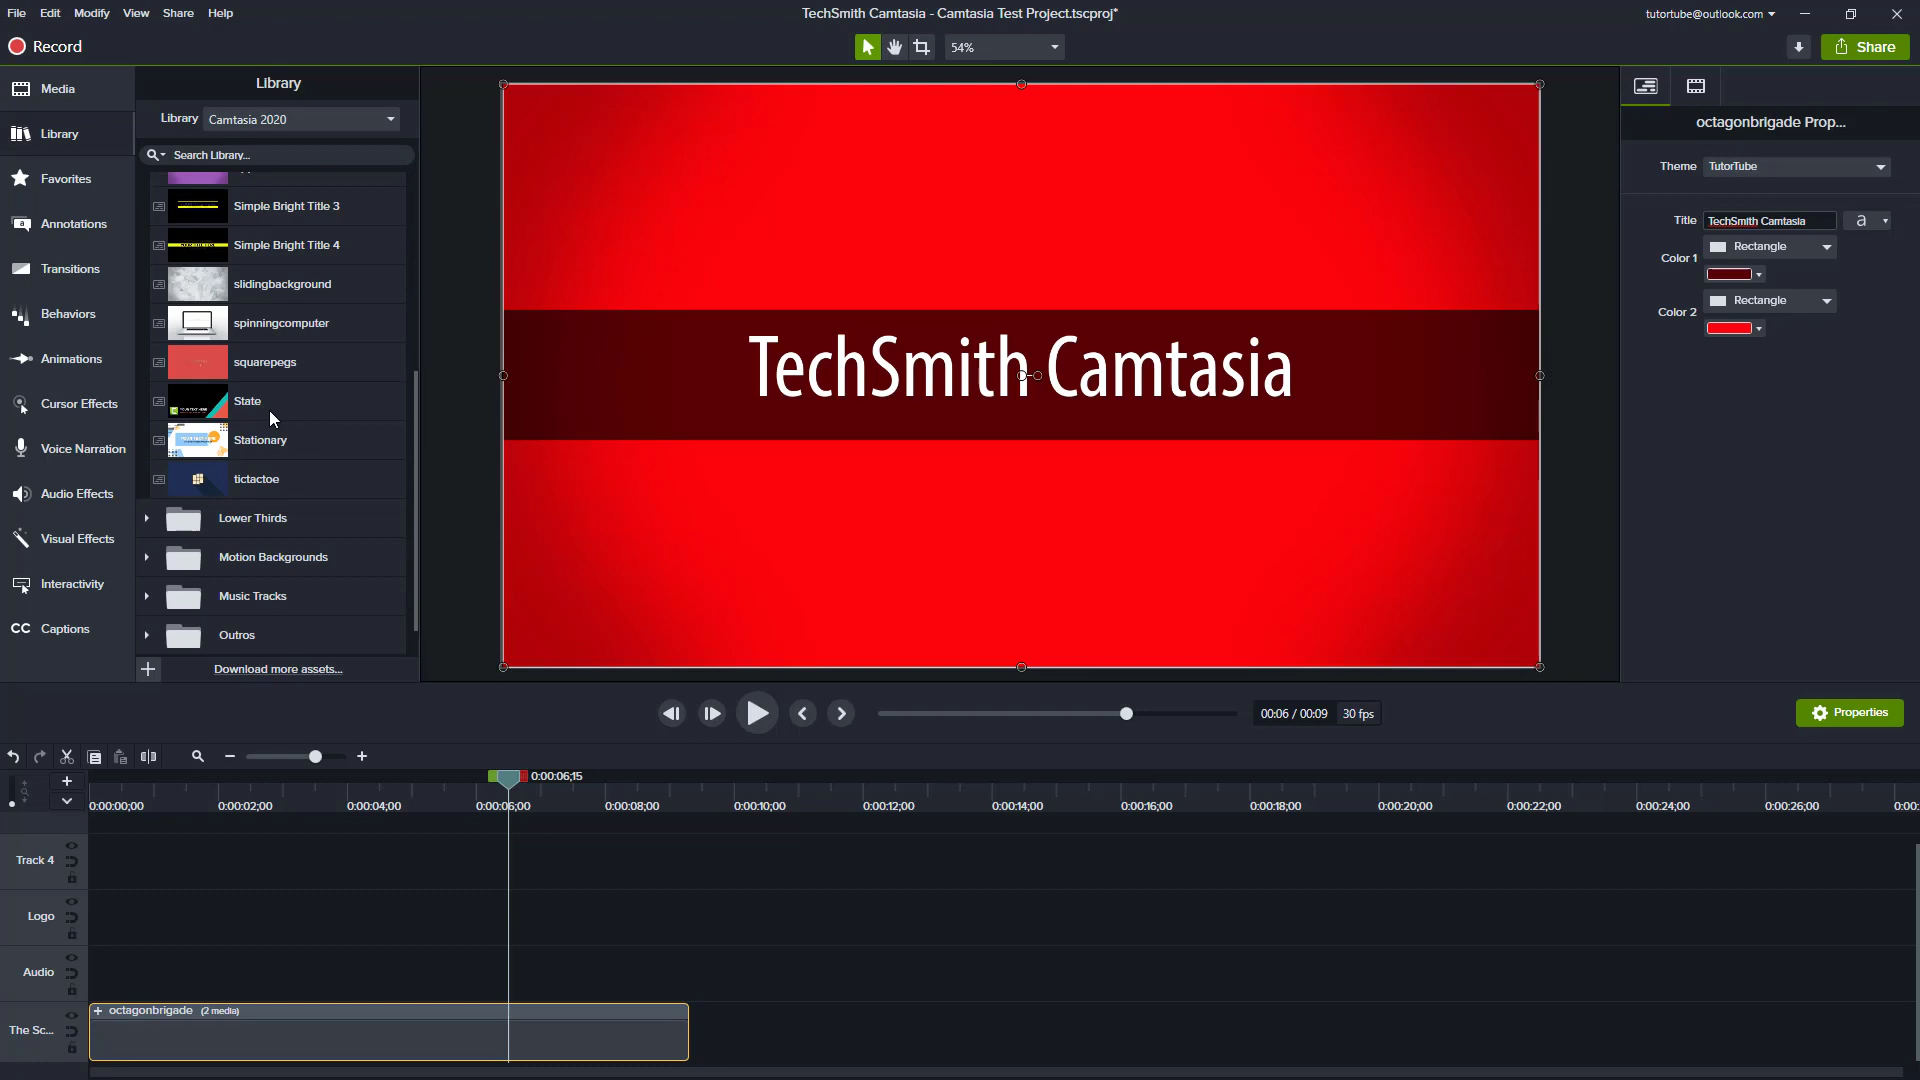 File Edit Modify View Share Help
TechSmith Camtasia - Camtasia Test Project.tscproj*
tutortube@outlook.com
Record
54%
Share
Media
Library
Favorites
Annotations
Transitions
Behaviors
Animations
Cursor Effects
Voice Narration
Audio Effects
Visual Effects
Interactivity
CC Captions
Library
Library Camtasia 2020
Search Library...
Simple Bright Title 3
Simple Bright Title 4
slidingbackground
spinningcomputer
squarepegs
State
Stationary
tictactoe
Lower Thirds
Motion Backgrounds
Music Tracks
Outros
Download more assets...
TechSmith Camtasia
octagonbrigade Prop...
Theme TutorTube
Title TechSmith Camtasia a
Color 1 Rectangle
Color 2 Rectangle
00:06 / 00:09 30 fps
Properties
0:00:06;15
0:00:00;00 0:00:02;00 0:00:04;00 0:00:06;00 0:00:08;00 0:00:10;00 0:00:12;00 0:00:14;00 0:00:16;00 0:00:18;00 0:00:20;00 0:00:22;00 0:00:24;00 0:00:26;00 0:00:
Track 4
Logo
Audio
The Sc...
octagonbrigade (2 media)